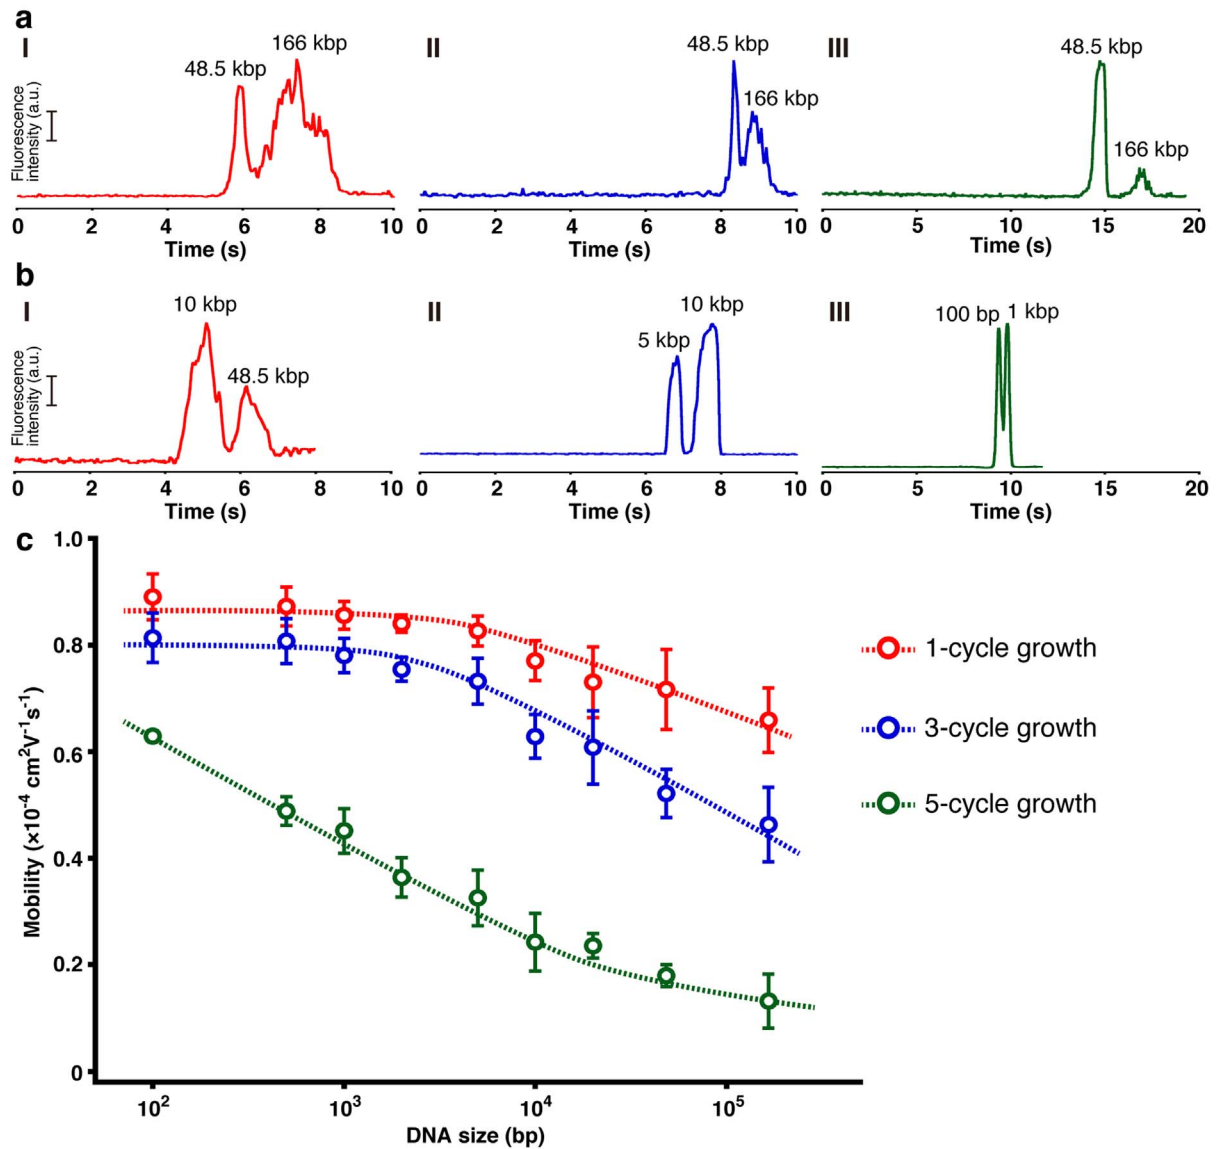 a
I
II
III
166 kbp
48.5 kbp
48.5 kbp
166 kbp
48.5 kbp
166 kbp
Fluorescence
intensity (a.u.)
0 2 4 6 8 10
Time (s)
0 2 4 6 8 10
Time (s)
0 5 10 15 20
Time (s)
b
I
II
III
10 kbp
48.5 kbp
10 kbp
5 kbp
100 bp 1 kbp
Fluorescence
intensity (a.u.)
0 2 4 6 8 10
Time (s)
0 2 4 6 8 10
Time (s)
0 5 10 15 20
Time (s)
c
1.0
0.8
0.6
0.4
0.2
0
Mobility (×10⁻⁴ cm²V⁻¹s⁻¹)
10² 10³ 10⁴ 10⁵
DNA size (bp)
1-cycle growth
3-cycle growth
5-cycle growth